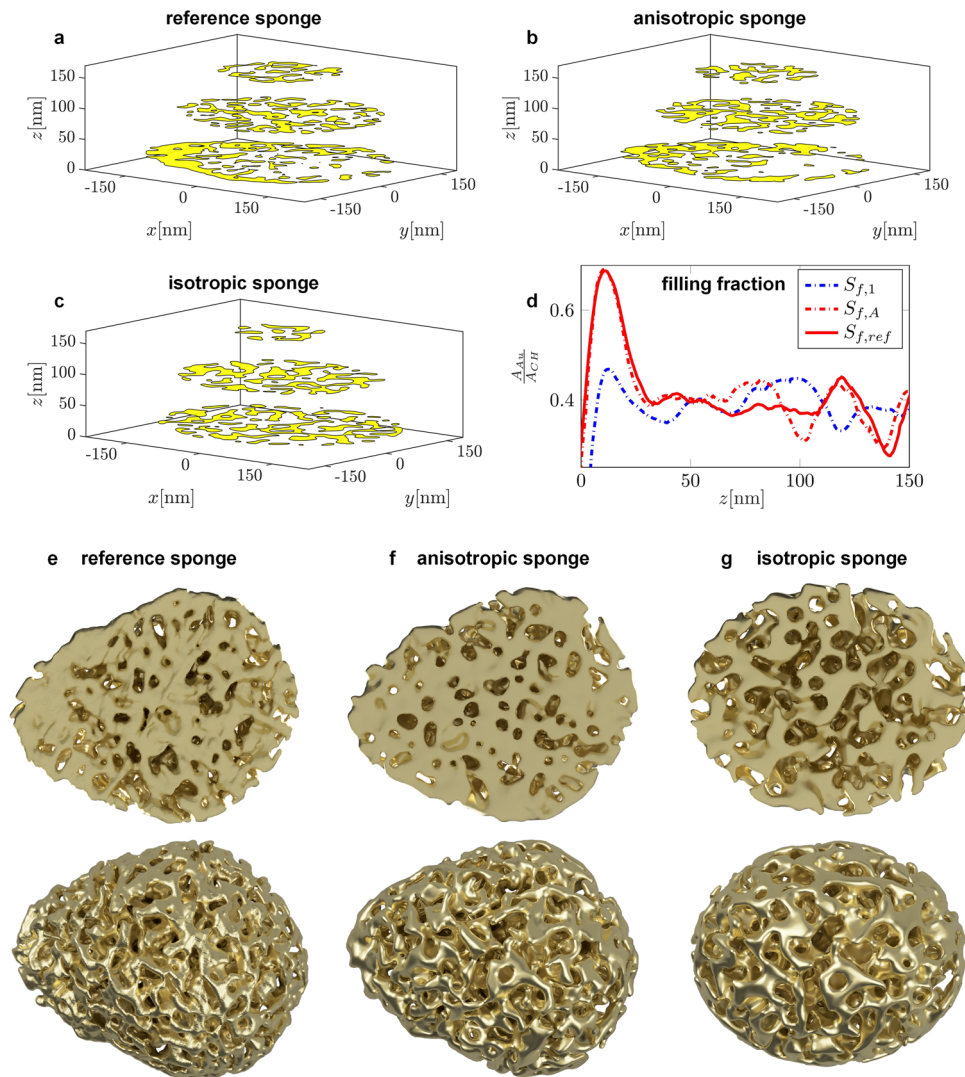 reference sponge
a
150
100
50
0
z[nm]
-150
0
150
x[nm]
-150
0
150
y[nm]
anisotropic sponge
b
150
100
50
0
z[nm]
-150
0
150
x[nm]
-150
0
150
y[nm]
isotropic sponge
c
150
100
50
0
z[nm]
-150
0
150
x[nm]
-150
0
150
y[nm]
d
filling fraction
S_{f,1}
S_{f,A}
S_{f,ref}
0.6
0.4
A_{Au}
A_{CH}
0
50
100
150
z[nm]
e reference sponge
f anisotropic sponge
g isotropic sponge